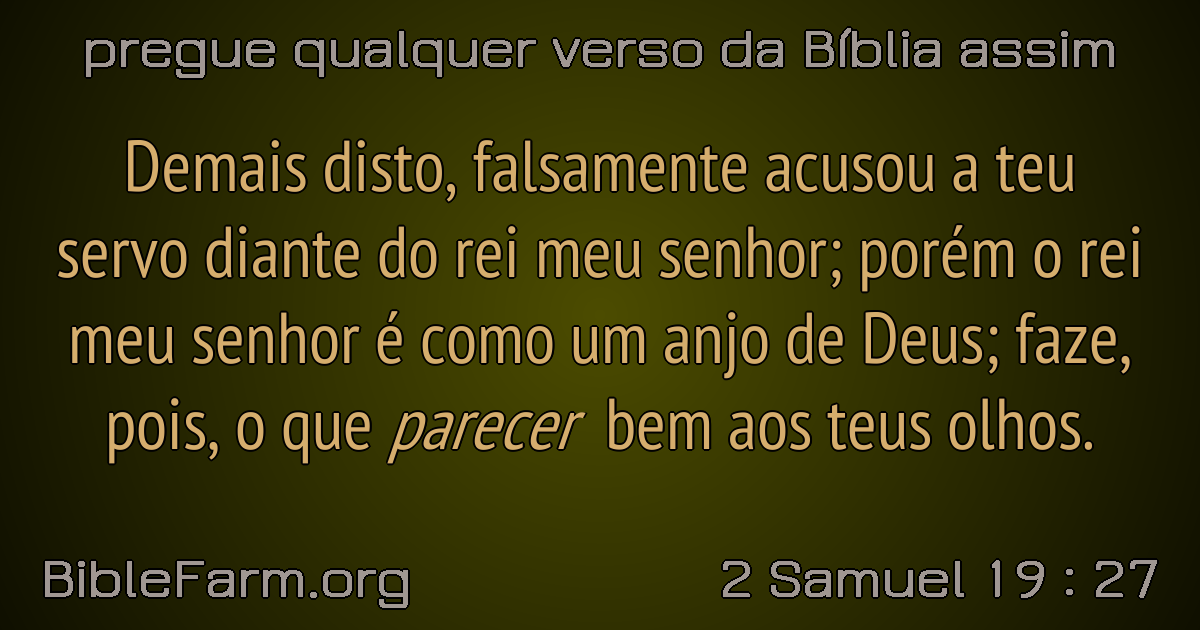 pregue qualquer verso da Bíblia assim
Demais disto, falsamente acusou a teu
servo diante do rei meu senhor; porém o rei
meu senhor é como um anjo de Deus; faze,
pois, o que parecer bem aos teus olhos.
BibleFarm.org
2 Samuel 19 : 27